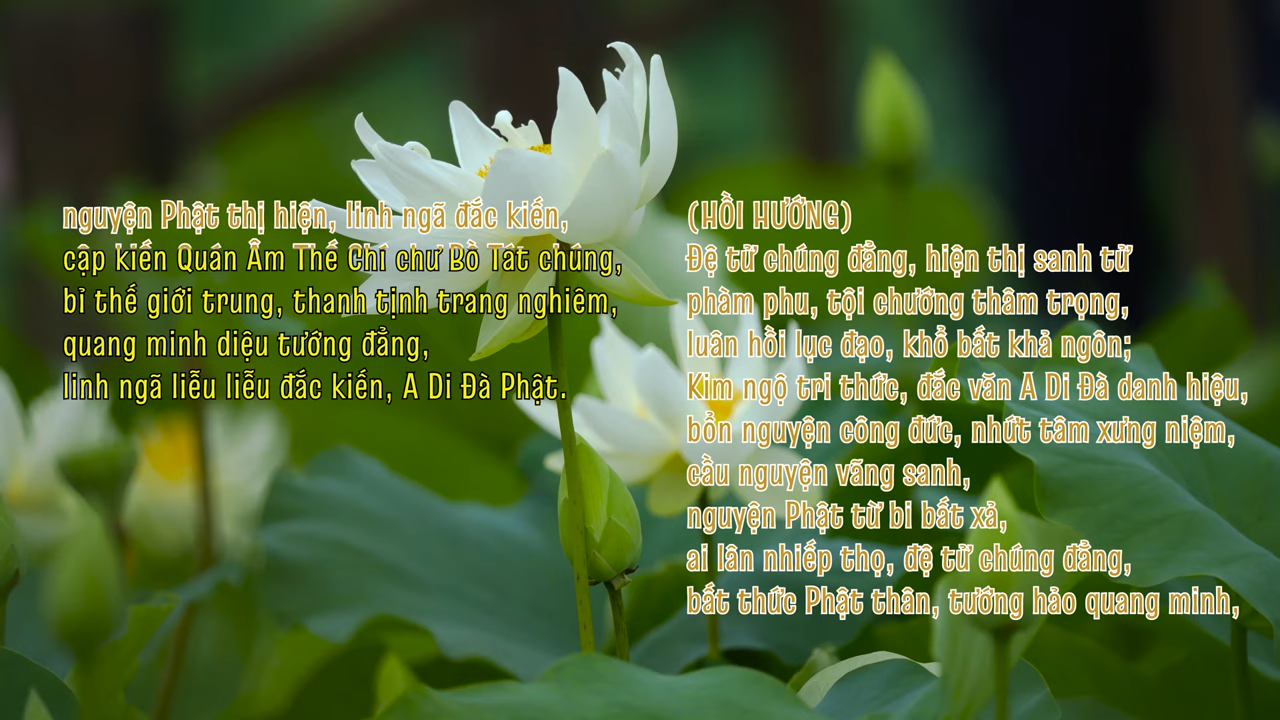 nguyện Phật thị hiện, linh ngã đắc kiến,
cập kiến Quán Âm Thế Chí chư Bồ Tát chúng,
bỉ thế giới trung, thanh tịnh trang nghiêm,
quang minh diệu tướng đẳng,
linh ngã liễu liễu đắc kiến, A Di Đà Phật.
(HỒI HƯỚNG)
Đệ tử chúng đẳng, hiện thị sanh tử
phàm phu, tội chướng thâm trọng,
luân hồi lục đạo, khổ bất khả ngôn;
Kim ngộ tri thức, đắc văn A Di Đà danh hiệu,
bổn nguyện công đức, nhứt tâm xưng niệm,
cầu nguyện vãng sanh,
nguyện Phật từ bi bất xả,
ai lân nhiếp thọ, đệ tử chúng đẳng,
bất thức Phật thân, tướng hảo quang minh,